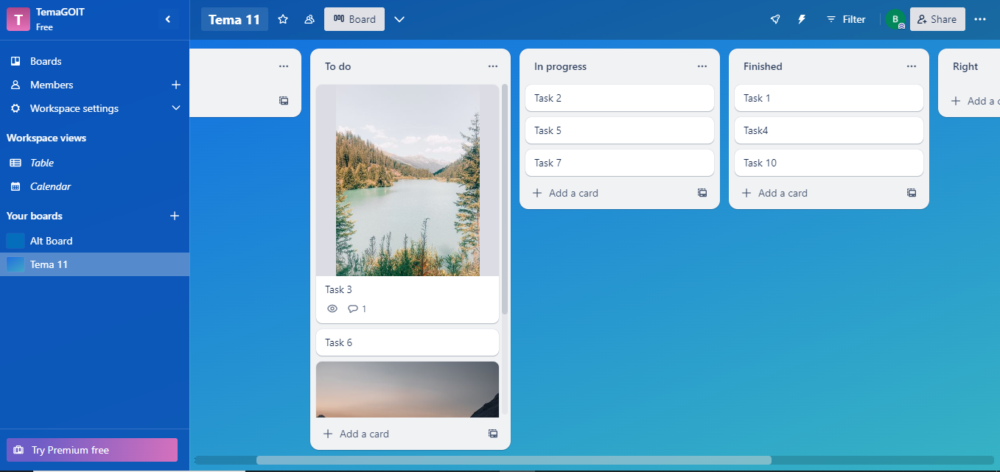 T
TemaGOIT
Free
Boards
Members
Workspace settings
Workspace views
Table
Calendar
Your boards
Alt Board
Tema 11
Try Premium free
Tema 11
Board
Filter
B
Share
To do
Task 3
1
Task 6
Add a card
In progress
Task 2
Task 5
Task 7
Add a card
Finished
Task 1
Task4
Task 10
Add a card
Right
Add a c